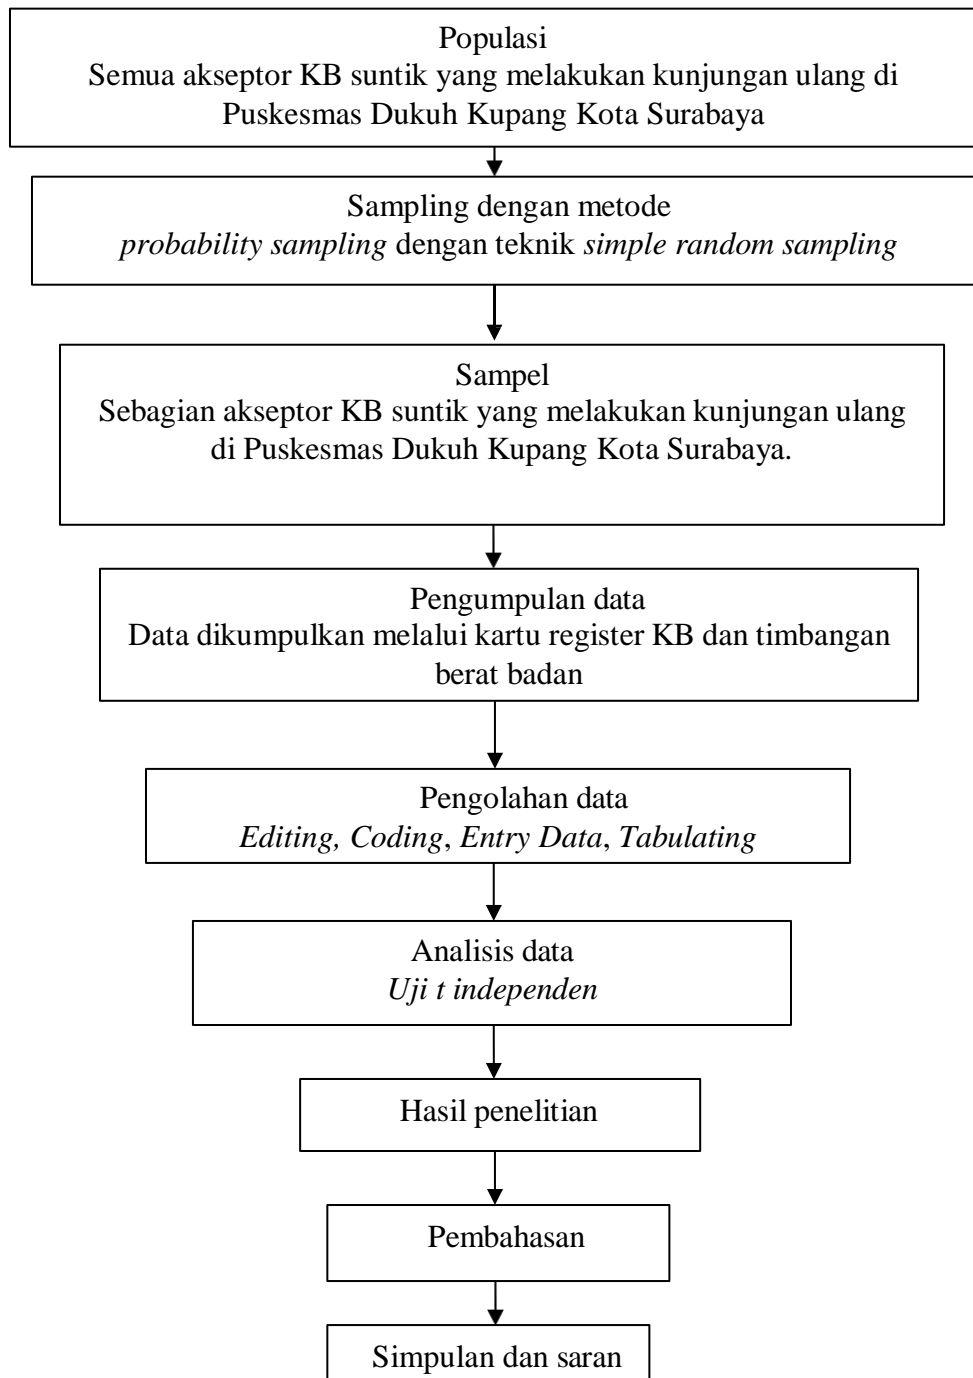 Populasi
Semua akseptor KB suntik yang melakukan kunjungan ulang di
Puskesmas Dukuh Kupang Kota Surabaya
Sampling dengan metode
probability sampling dengan teknik simple random sampling
Sampel
Sebagian akseptor KB suntik yang melakukan kunjungan ulang
di Puskesmas Dukuh Kupang Kota Surabaya.
Pengumpulan data
Data dikumpulkan melalui kartu register KB dan timbangan
berat badan
Pengolahan data
Editing, Coding, Entry Data, Tabulating
Analisis data
Uji t independen
Hasil penelitian
Pembahasan
Simpulan dan saran